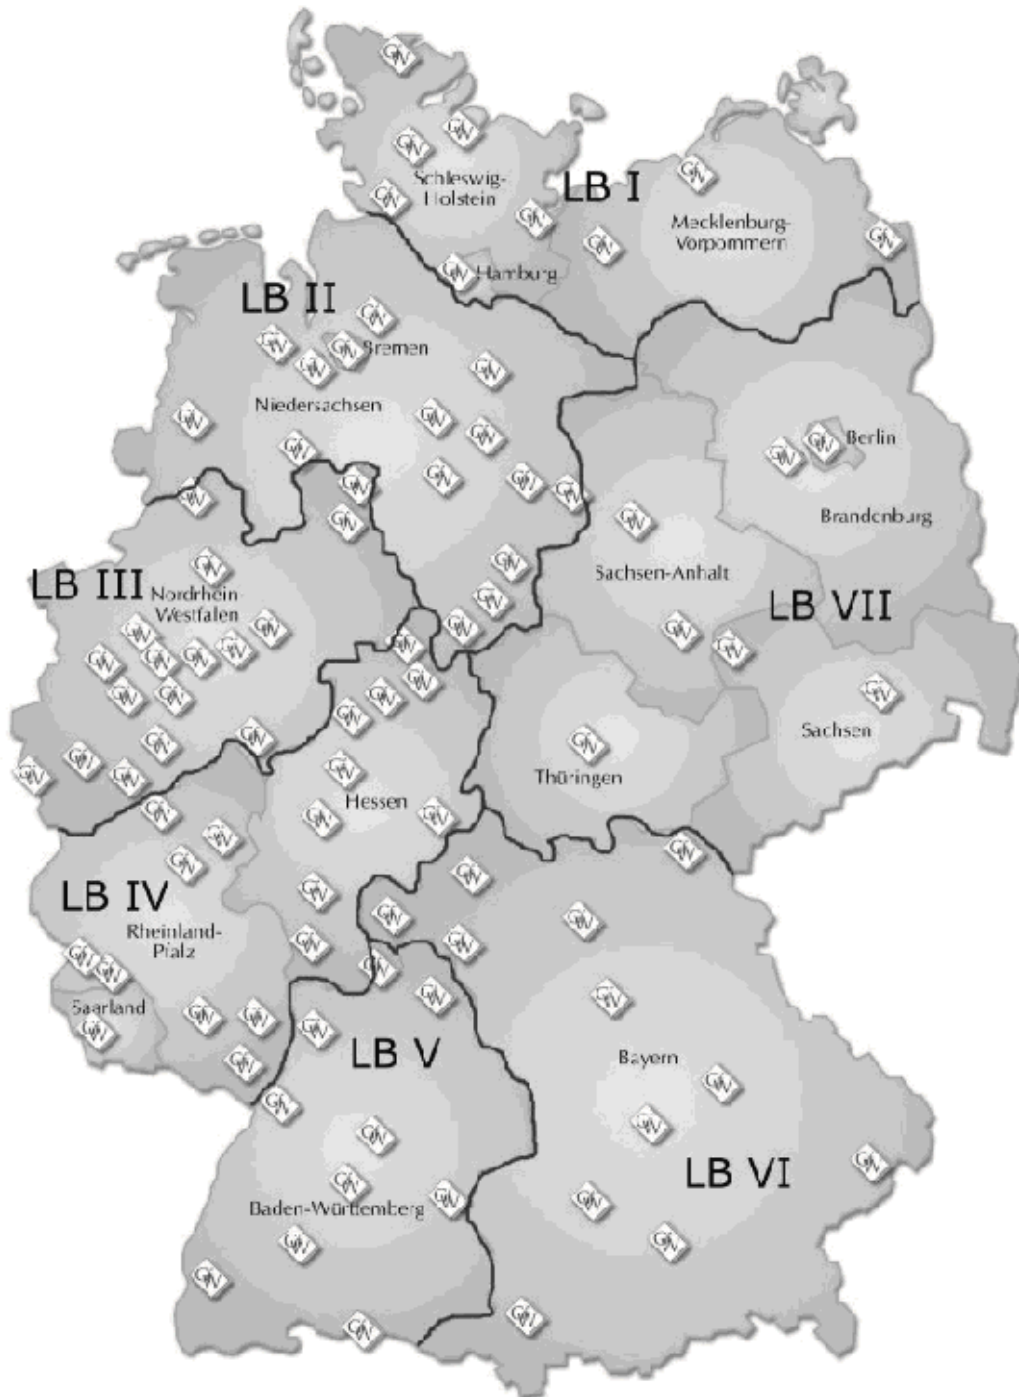 Schleswig-
Holstein
LB I
Mecklenburg-
Vorpommern
Hamburg
LB II
Bremen
Niedersachsen
Berlin
Brandenburg
LB III
Nordrhein-
Westfalen
Sachsen-Anhalt
LB VII
Sachsen
Thüringen
Hessen
LB IV
Rheinland-
Pfalz
Saarland
LB V
Bayern
LB VI
Baden-Württemberg